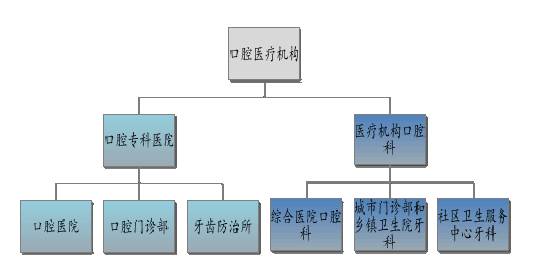 口腔医疗机构
口腔专科医院
医疗机构口腔
科
口腔医院
口腔门诊部
牙齿防治所
综合医院口腔
科
城市门诊部和
乡镇卫生院牙
科
社区卫生服务
中心牙科